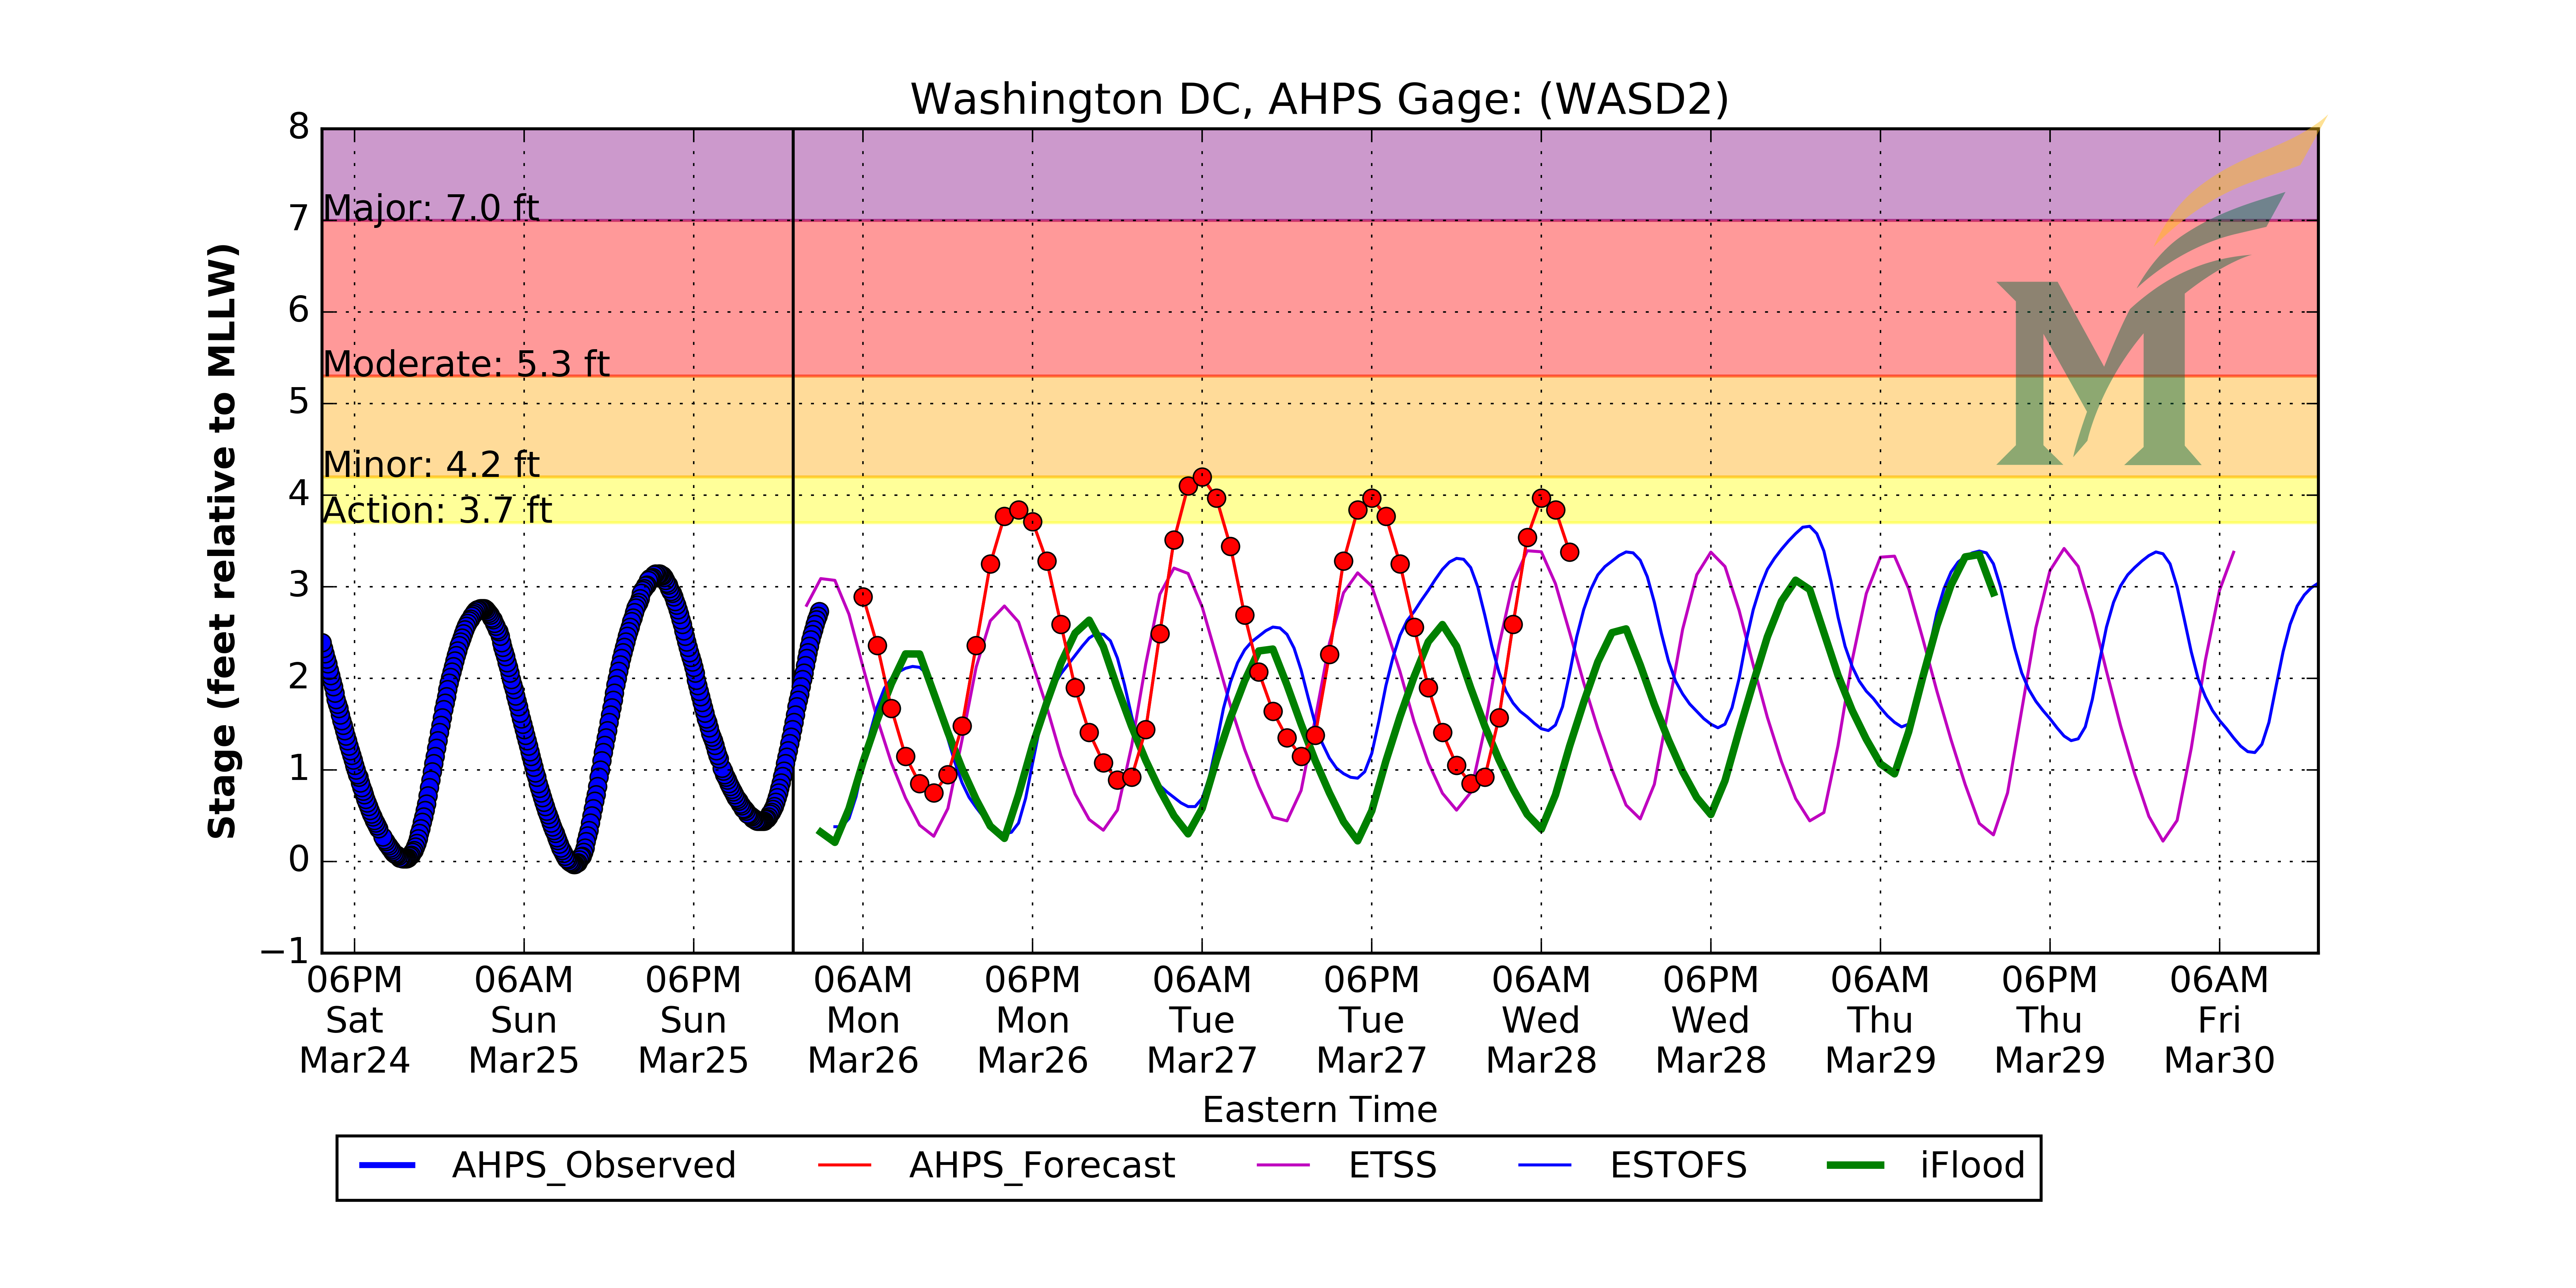 Washington DC, AHPS Gage: (WASD2)
Stage (feet relative to MLLW)
8
7
6
5
4
3
2
1
0
−1
Major: 7.0 ft
Moderate: 5.3 ft
Minor: 4.2 ft
Action: 3.7 ft
M
06PM 06AM 06PM 06AM 06PM 06AM 06PM 06AM 06PM 06AM 06PM 06AM
Sat Sun Sun Mon Mon Tue Tue Wed Wed Thu Thu Fri
Mar24 Mar25 Mar25 Mar26 Mar26 Mar27 Mar27 Mar28 Mar28 Mar29 Mar29 Mar30
Eastern Time
AHPS_Observed AHPS_Forecast ETSS ESTOFS iFlood